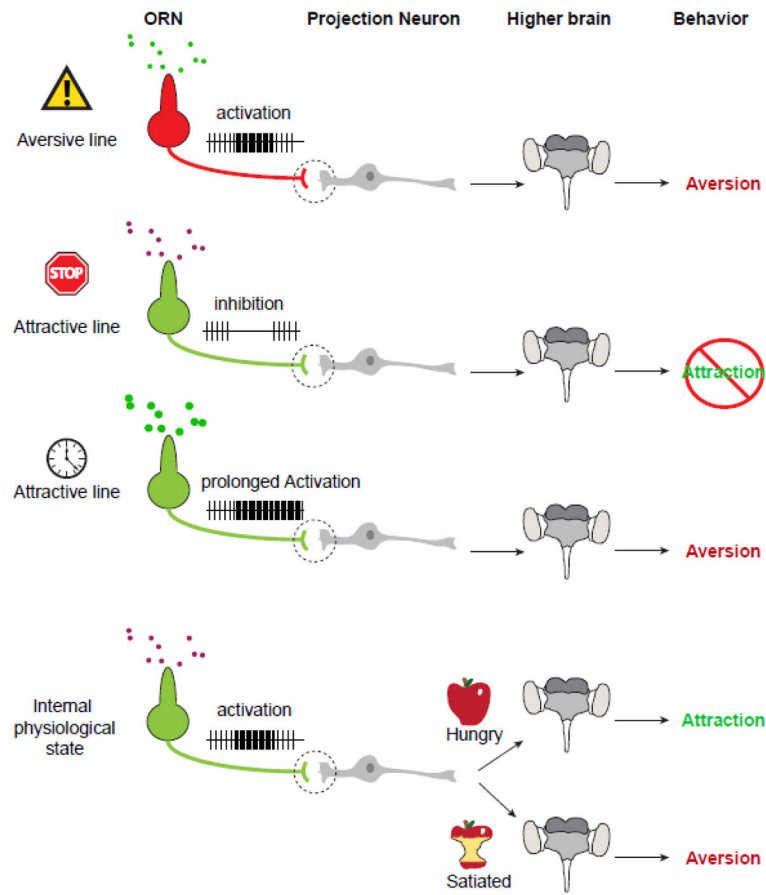 ORN Projection Neuron Higher brain Behavior
activation
Aversive line
Aversion
STOP
inhibition
Attractive line
Attraction
prolonged Activation
Attractive line
Aversion
Internal
physiological
state
activation
Hungry
Attraction
Satiated
Aversion